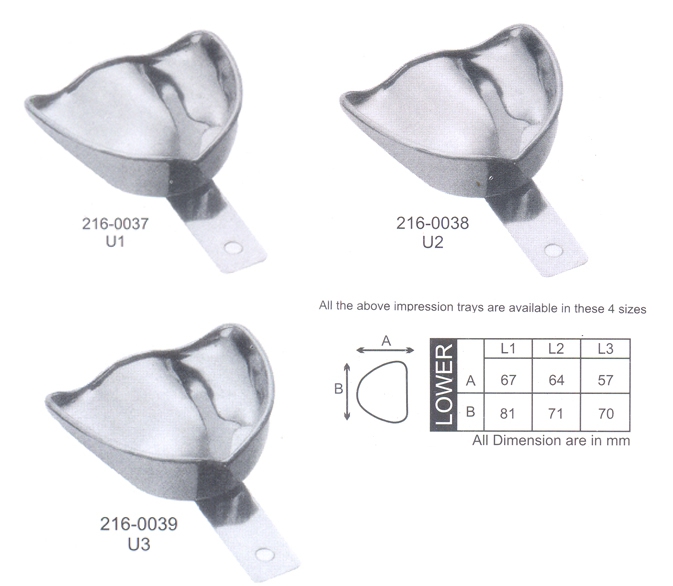 216-0037
U1
216-0038
U2
All the above impression trays are available in these 4 sizes
A
B
LOWER
L1 L2 L3
A 67 64 57
B 81 71 70
All Dimension are in mm
216-0039
U3